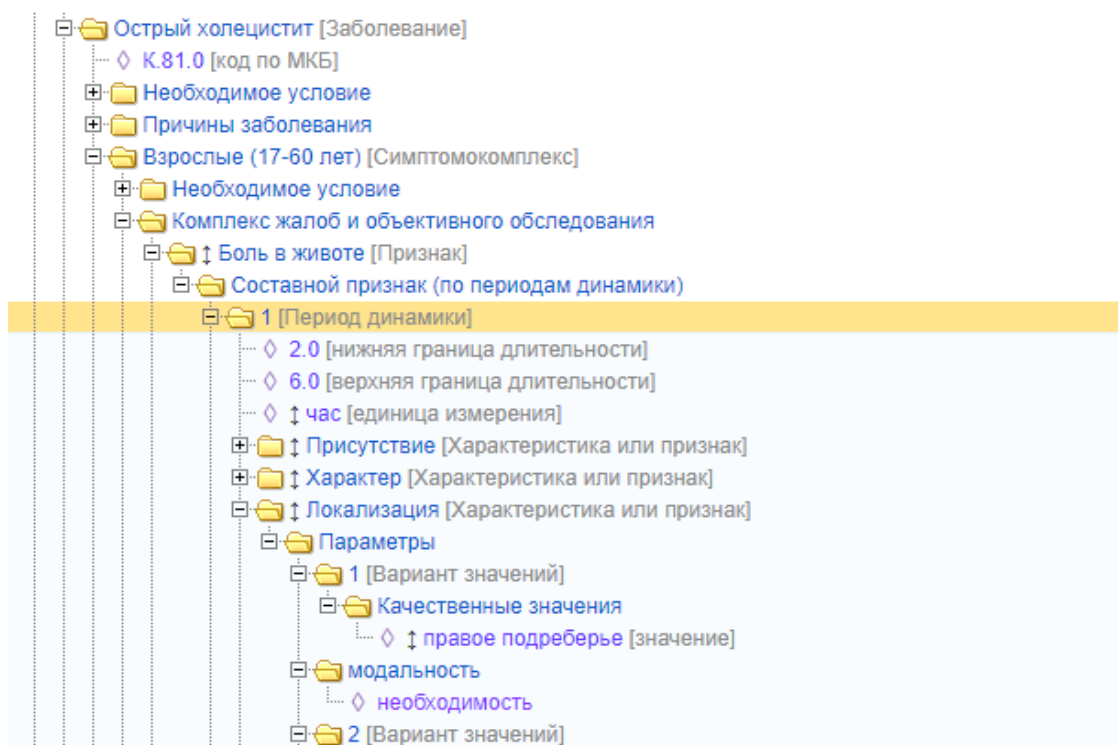 Острый холецистит [Заболевание]
K.81.0 [код по МКБ]
Необходимое условие
Причины заболевания
Взрослые (17-60 лет) [Симптомокомплекс]
Необходимое условие
Комплекс жалоб и объективного обследования
Боль в животе [Признак]
Составной признак (по периодам динамики)
1 [Период динамики]
2.0 [нижняя граница длительности]
6.0 [верхняя граница длительности]
час [единица измерения]
Присутствие [Характеристика или признак]
Характер [Характеристика или признак]
Локализация [Характеристика или признак]
Параметры
1 [Вариант значений]
Качественные значения
правое подреберье [значение]
модальность
необходимость
2 [Вариант значений]